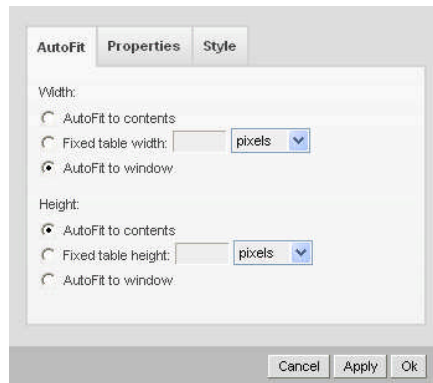 AutoFit Properties Style
Width:
AutoFit to contents
Fixed table width: pixels
AutoFit to window
Height:
AutoFit to contents
Fixed table height: pixels
AutoFit to window
Cancel Apply Ok